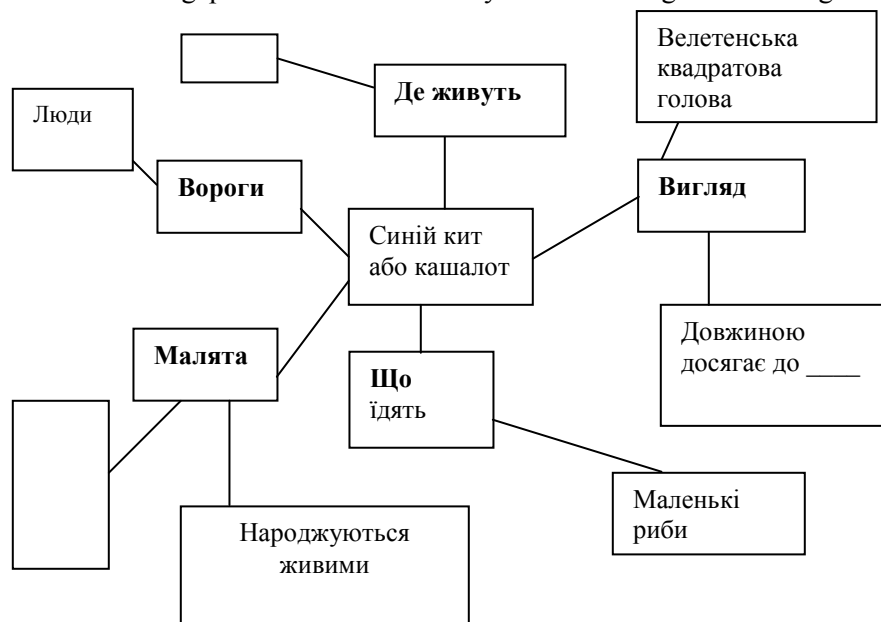 Велетенська
квадратова
голова
Де живуть
Люди
Вороги
Вигляд
Синій кит
або кашалот
Довжиною
досягає до ____
Малята
Що
їдять
Маленькі
риби
Народжуються
живими